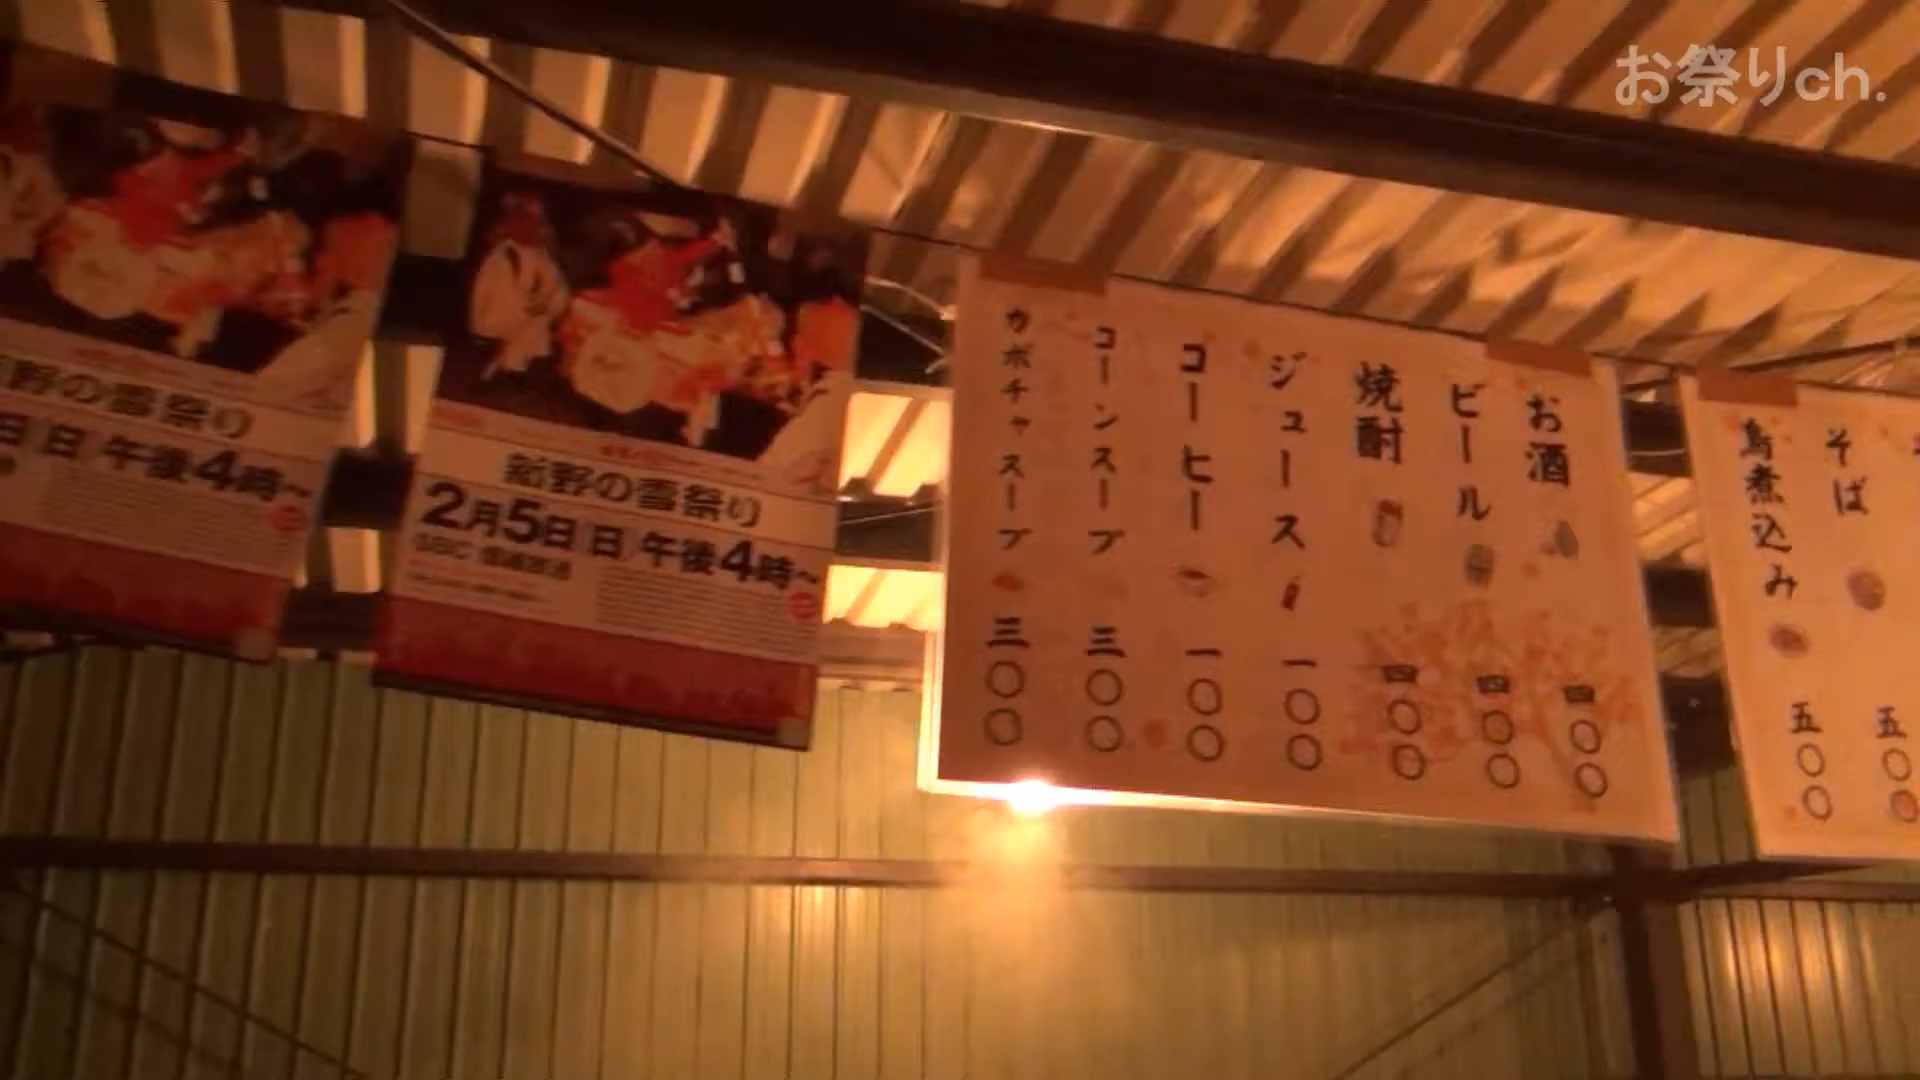 お祭りch.
野の雪祭り
日 日 午後4時~
新野の雪祭り
2月5日 日 午後4時~
SBC 信越放送
お酒 四〇〇
ビール 四〇〇
焼酎 四〇〇
ジュース 一〇〇
コーヒー 一〇〇
コーンスープ 三〇〇
カボチャスープ 三〇〇
そば 五〇〇
鳥煮込み 五〇〇